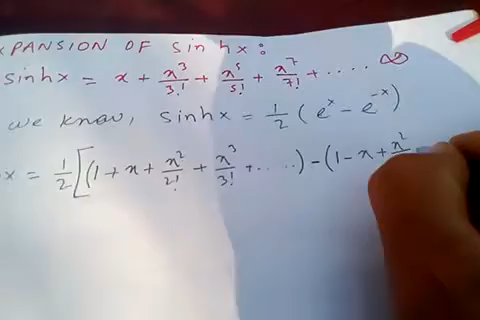 XPANSION OF sinhx:
sinhx = x + x³/3! + x⁵/5! + x⁷/7! + ..... ∞
we know, sinhx = 1/2 (eˣ - e⁻ˣ)
x = 1/2 [(1 + x + x²/2! + x³/3! + .....) - (1 - x + x²